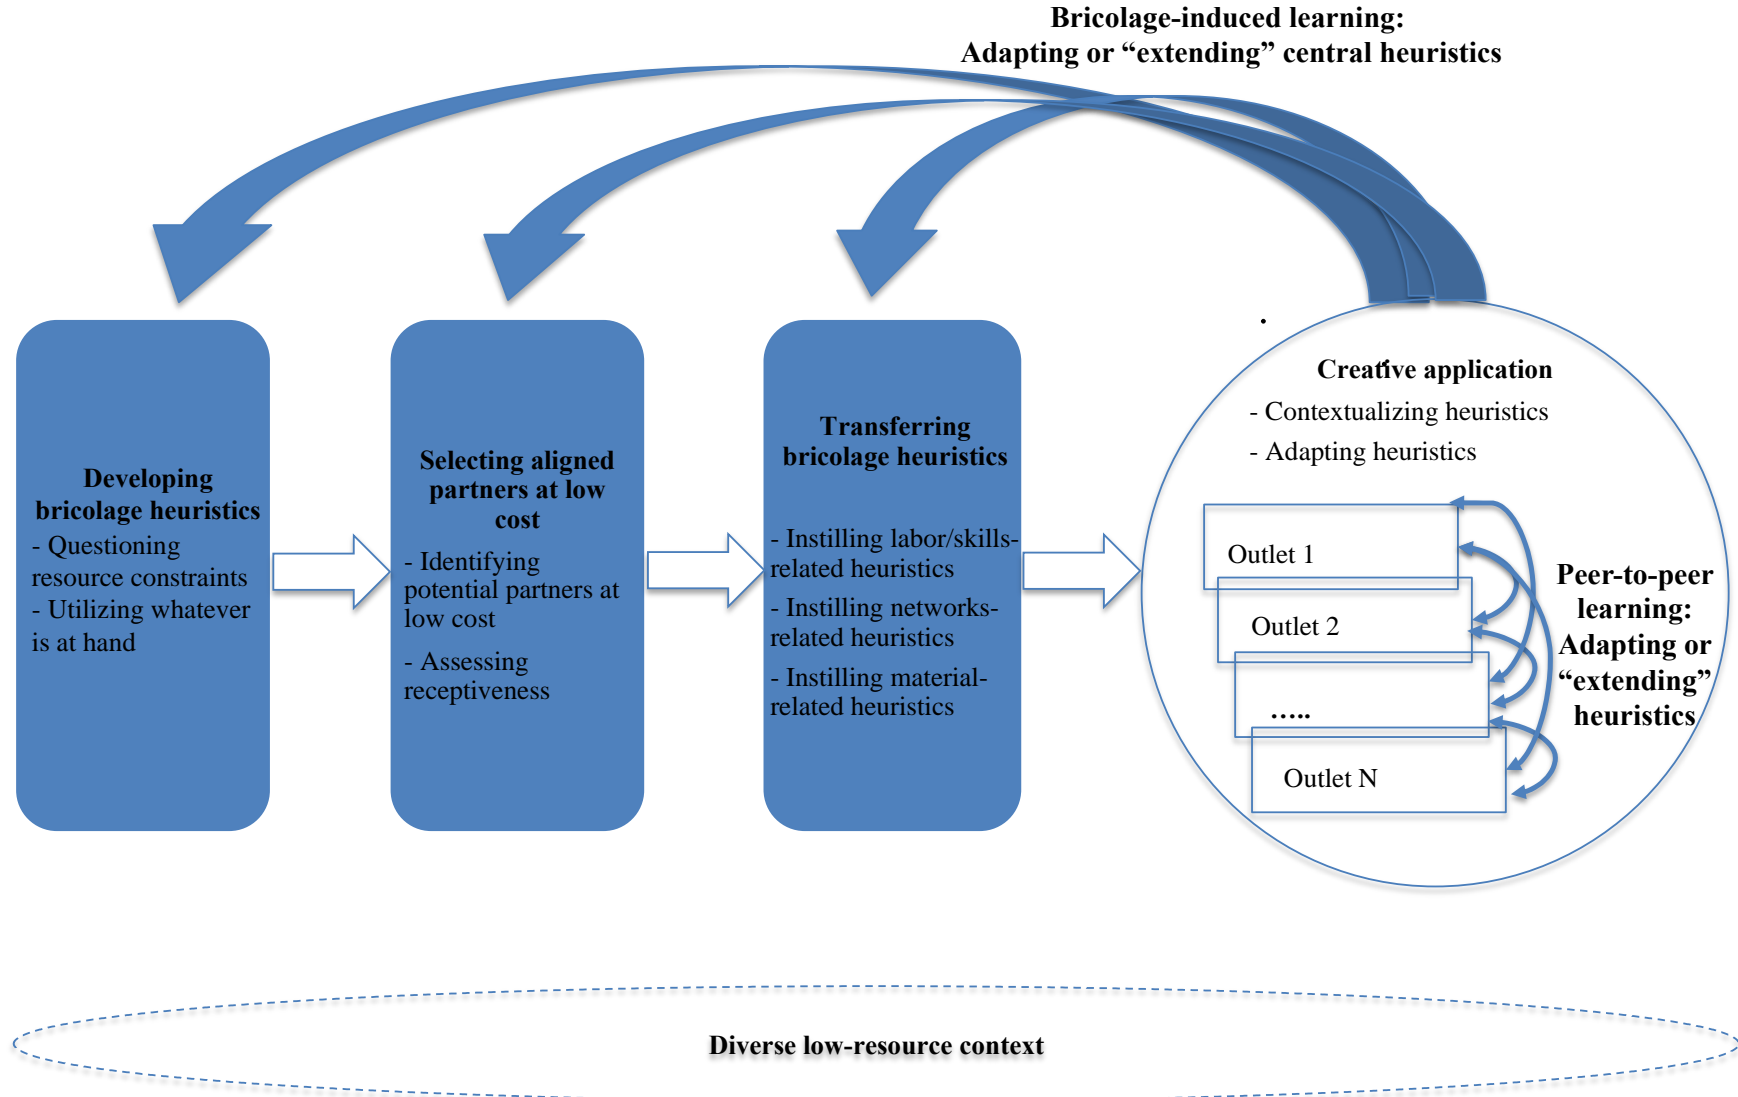 Bricolage-induced learning:
Adapting or “extending” central heuristics
Developing
bricolage heuristics
- Questioning
resource constraints
- Utilizing whatever
is at hand
Selecting aligned
partners at low
cost
- Identifying
potential partners at
low cost
- Assessing
receptiveness
Transferring
bricolage heuristics
- Instilling labor/skills-
related heuristics
- Instilling networks-
related heuristics
- Instilling material-
related heuristics
.
Creative application
- Contextualizing heuristics
- Adapting heuristics
Outlet 1
Outlet 2
…..
Outlet N
Peer-to-peer
learning:
Adapting or
“extending”
heuristics
Diverse low-resource context